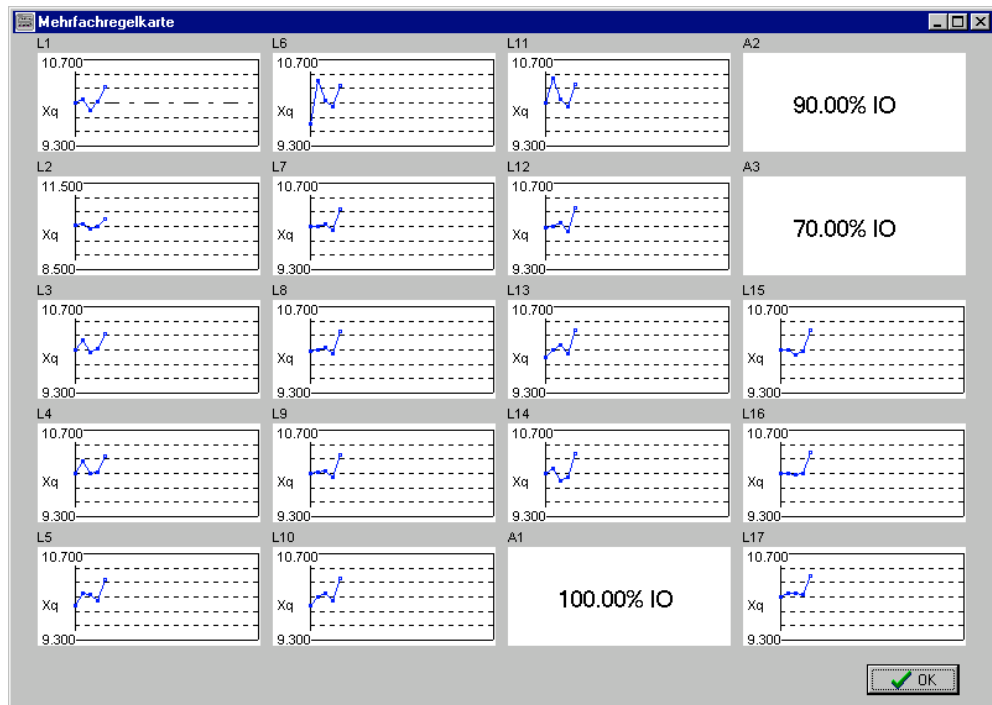 Mehrfachregelkarte
L1
10.700
Xq
9.300
L6
10.700
Xq
9.300
L11
10.700
Xq
9.300
A2
90.00% IO
L2
11.500
Xq
8.500
L7
10.700
Xq
9.300
L12
10.700
Xq
9.300
A3
70.00% IO
L3
10.700
Xq
9.300
L8
10.700
Xq
9.300
L13
10.700
Xq
9.300
L15
10.700
Xq
9.300
L4
10.700
Xq
9.300
L9
10.700
Xq
9.300
L14
10.700
Xq
9.300
L16
10.700
Xq
9.300
L5
10.700
Xq
9.300
L10
10.700
Xq
9.300
A1
100.00% IO
L17
10.700
Xq
9.300
OK